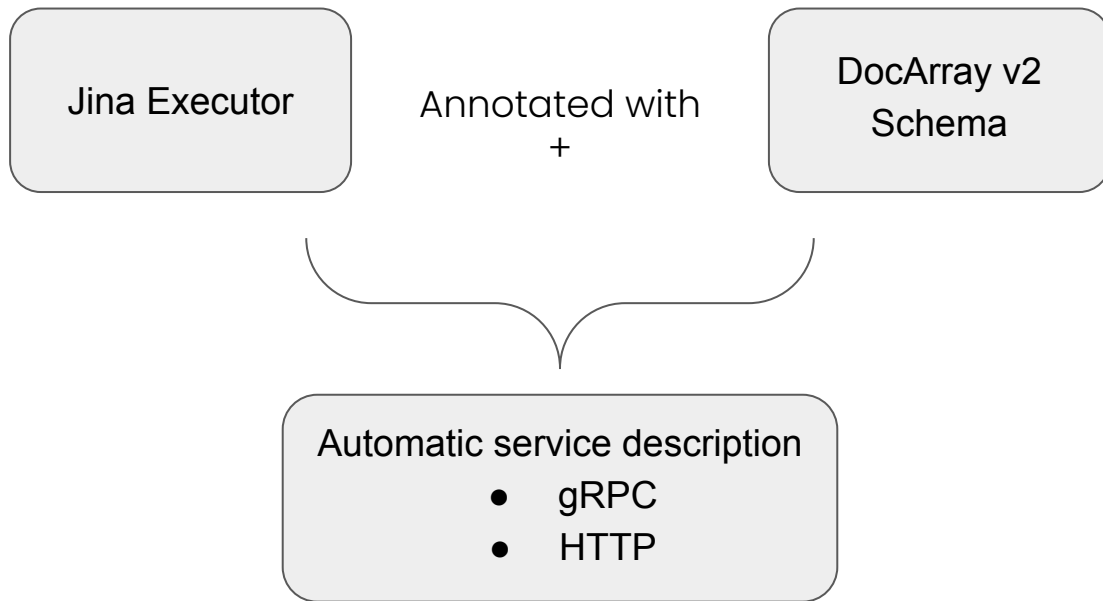 Jina Executor
Annotated with
+
DocArray v2
Schema
Automatic service description
● gRPC
● HTTP